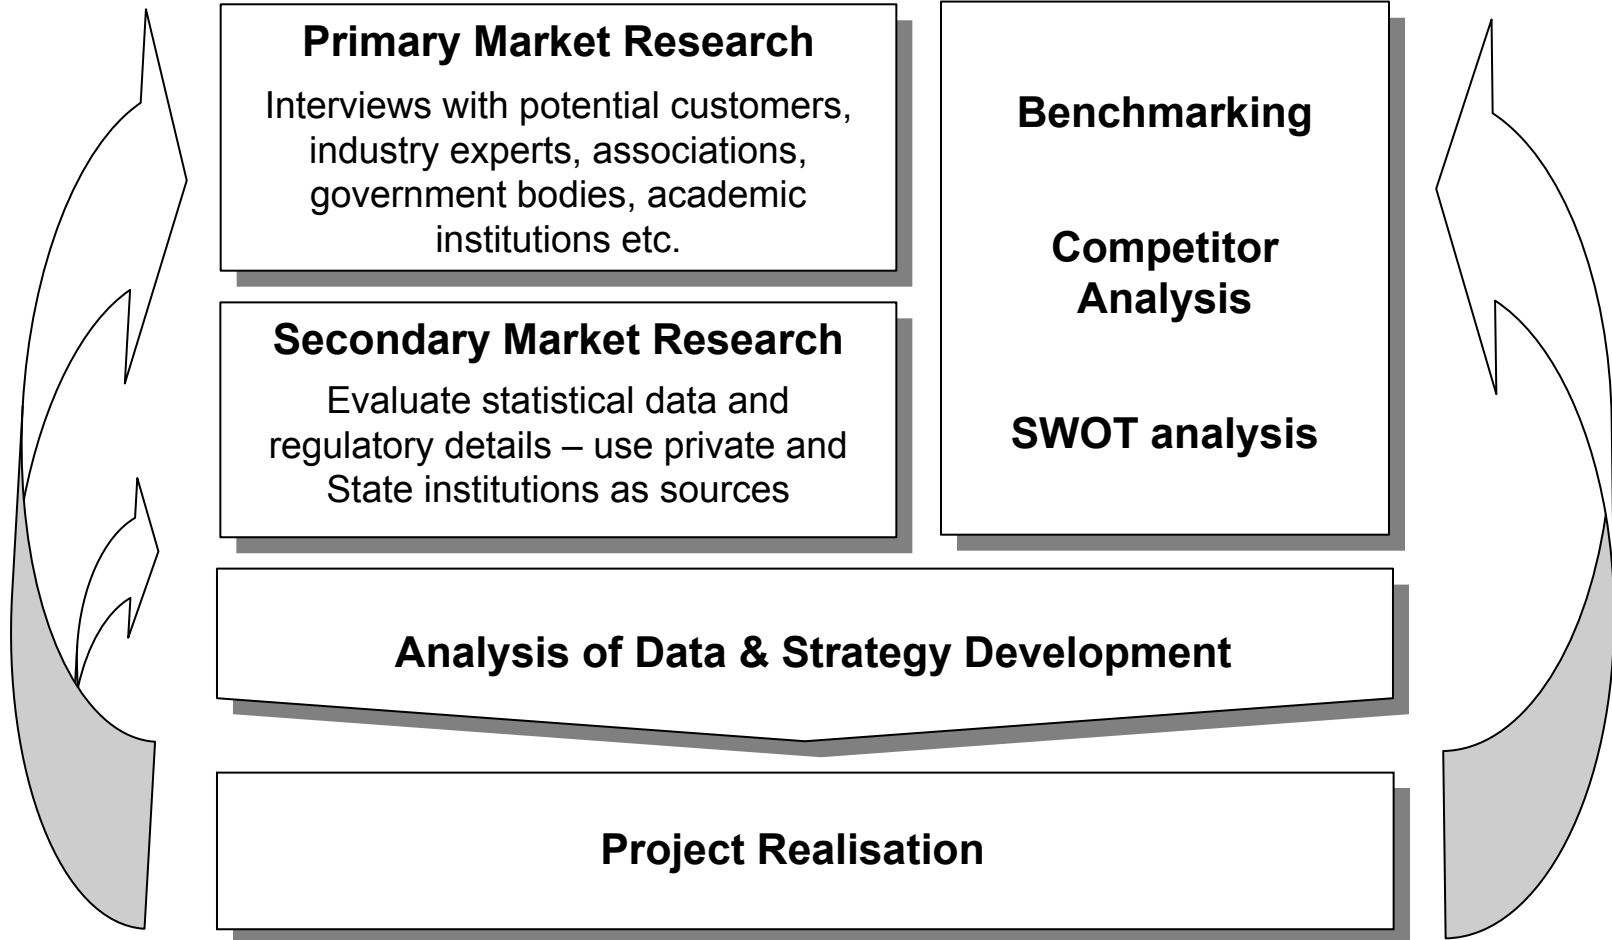 Primary Market Research
Interviews with potential customers,
industry experts, associations,
government bodies, academic
institutions etc.
Secondary Market Research
Evaluate statistical data and
regulatory details – use private and
State institutions as sources
Benchmarking
Competitor
Analysis
SWOT analysis
Analysis of Data & Strategy Development
Project Realisation